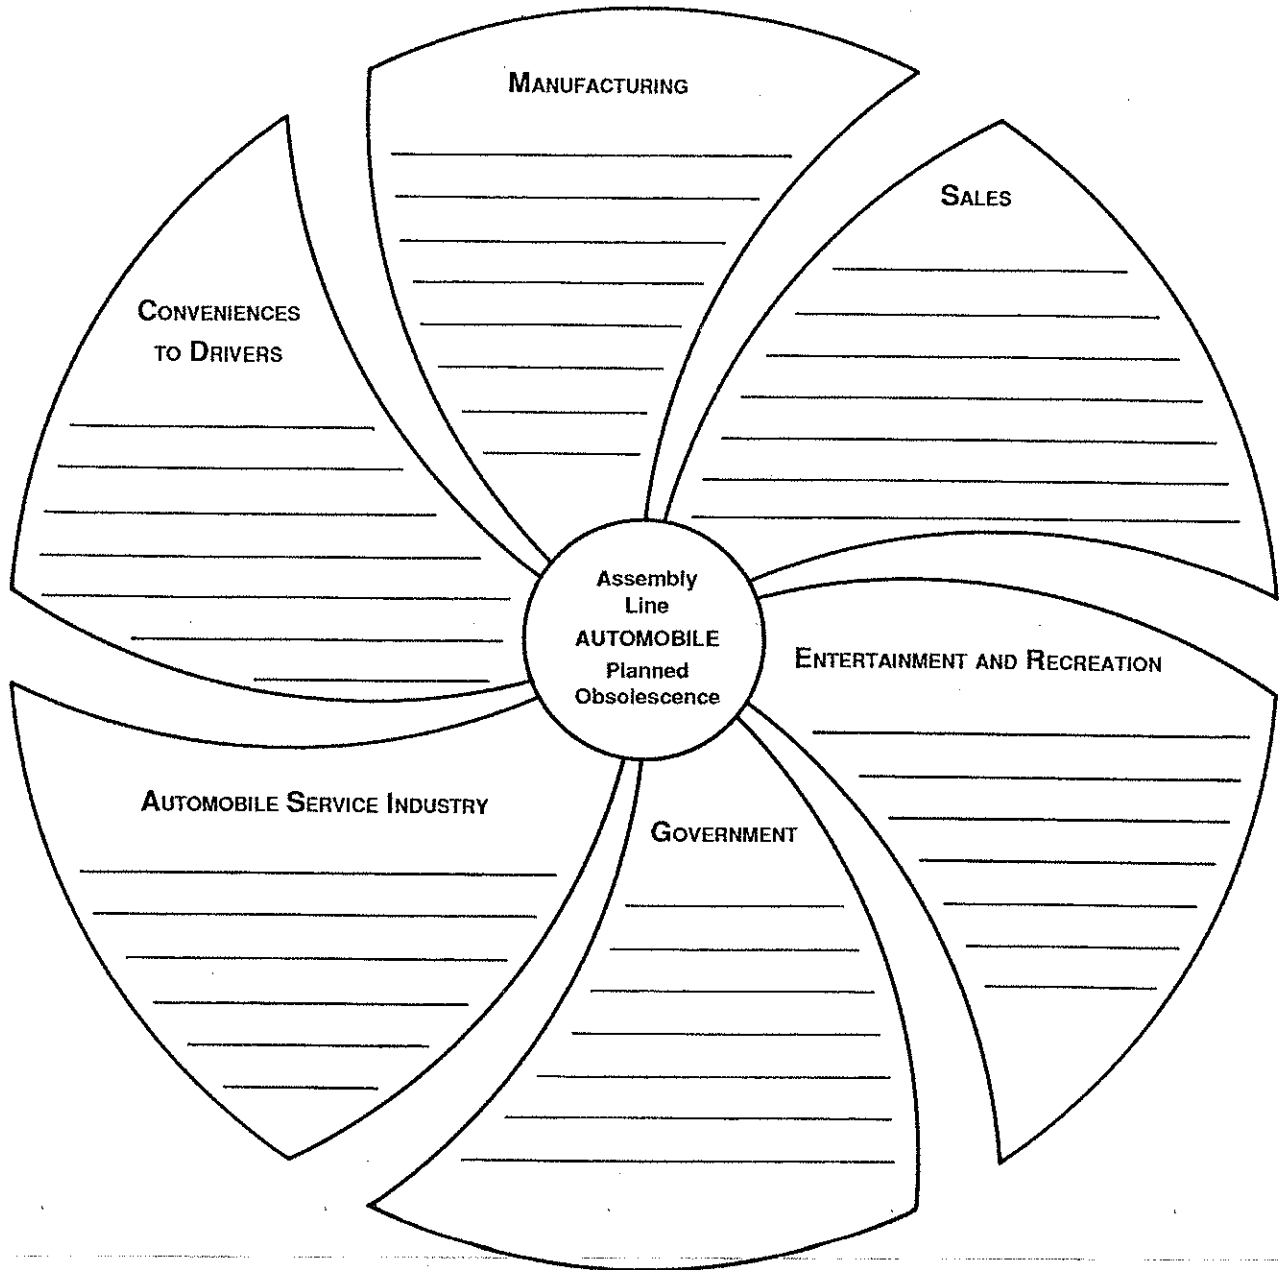 MANUFACTURING
SALES
CONVENIENCES
TO DRIVERS
Assembly
Line
AUTOMOBILE
Planned
Obsolescence
ENTERTAINMENT AND RECREATION
AUTOMOBILE SERVICE INDUSTRY
GOVERNMENT